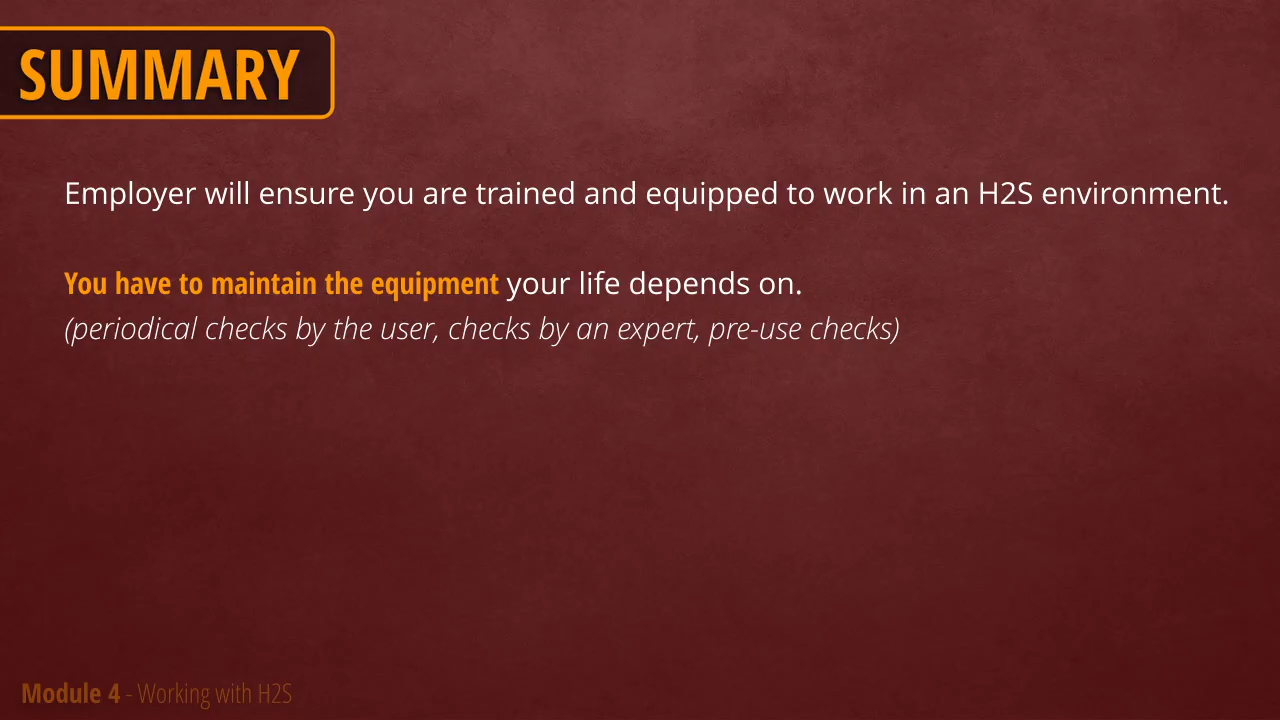 SUMMARY
Employer will ensure you are trained and equipped to work in an H2S environment.
You have to maintain the equipment your life depends on.
(periodical checks by the user, checks by an expert, pre-use checks)
Module 4 - Working with H2S